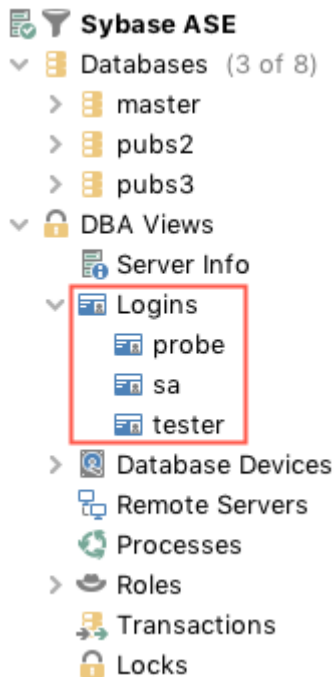 Sybase ASE
Databases (3 of 8)
master
pubs2
pubs3
DBA Views
Server Info
Logins
probe
sa
tester
Database Devices
Remote Servers
Processes
Roles
Transactions
Locks